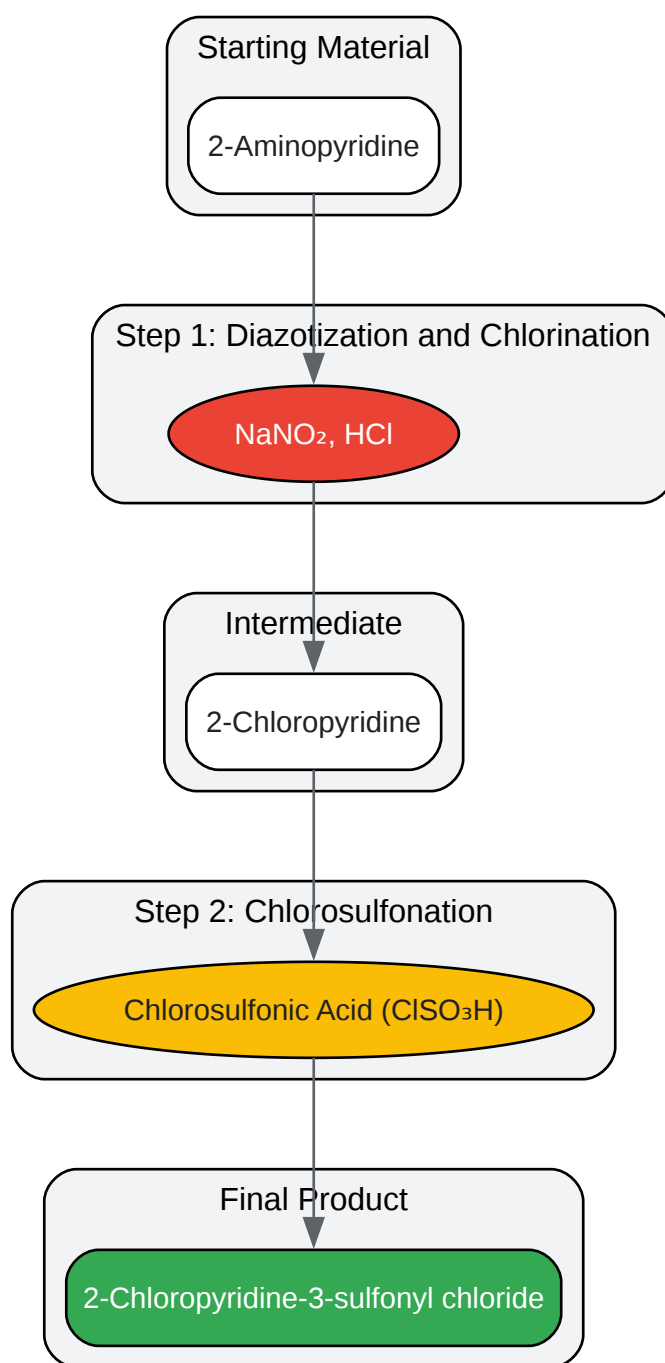 Starting Material
2-Aminopyridine
Step 1: Diazotization and Chlorination
NaNO₂, HCl
Intermediate
2-Chloropyridine
Step 2: Chlorosulfonation
Chlorosulfonic Acid (ClSO₃H)
Final Product
2-Chloropyridine-3-sulfonyl chloride